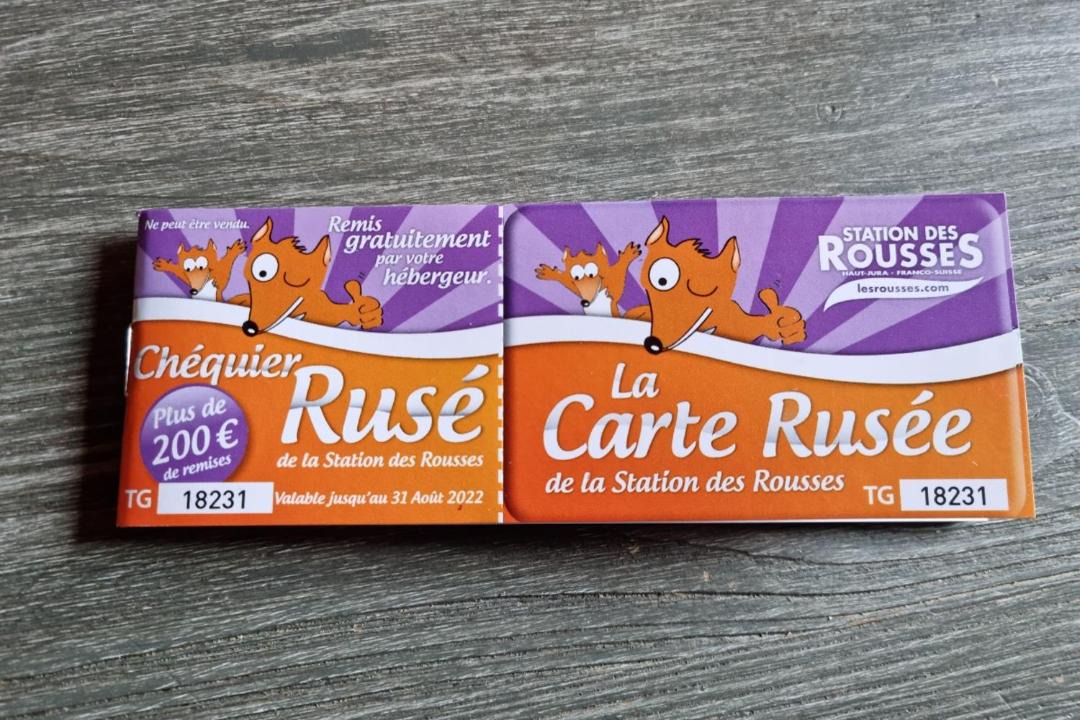 Ne peut être vendu.
Remis
gratuitement
par votre
hébergeur.
Chéquier
Rusé
de la Station des Rousses
Plus de
200 €
de remises
TG 18231
Valable jusqu'au 31 Août 2022
STATION DES
ROUSSES
HAUT-JURA - FRANCO-SUISSE
lesrousses.com
La
Carte Rusée
de la Station des Rousses
TG 18231